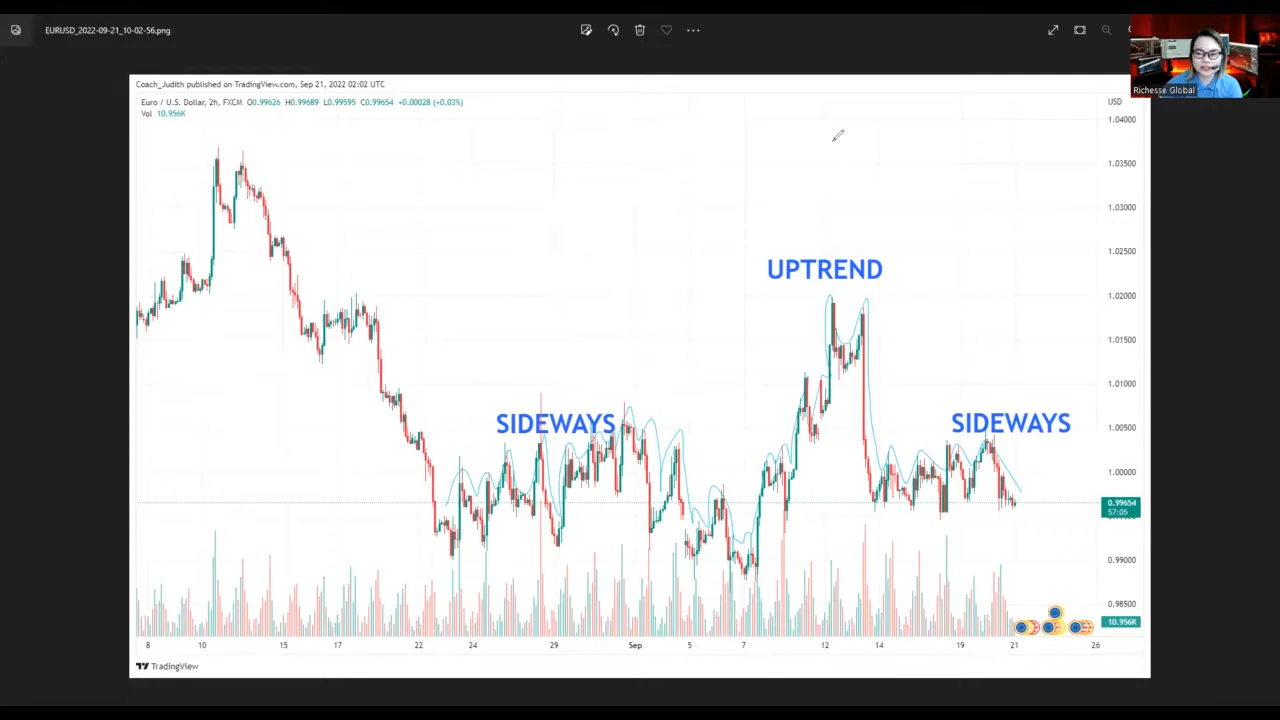 EURUSD_2022-09-21_10-02-56.png
Richesse Global
Coach_Judith published on TradingView.com, Sep 21, 2022 02:02 UTC
Euro / U.S. Dollar, 2h, FXCM O0.99626 H0.99689 L0.99595 C0.99654 +0.00028 (+0.03%)
Vol 10.956K
USD
1.04000
1.03500
1.03000
1.02500
UPTREND
1.02000
1.01500
1.01000
SIDEWAYS
SIDEWAYS
1.00500
1.00000
0.99654
57:05
0.99000
0.98500
10.956K
8 10 15 17 22 24 29 Sep 5 7 12 14 19 21 26
TradingView